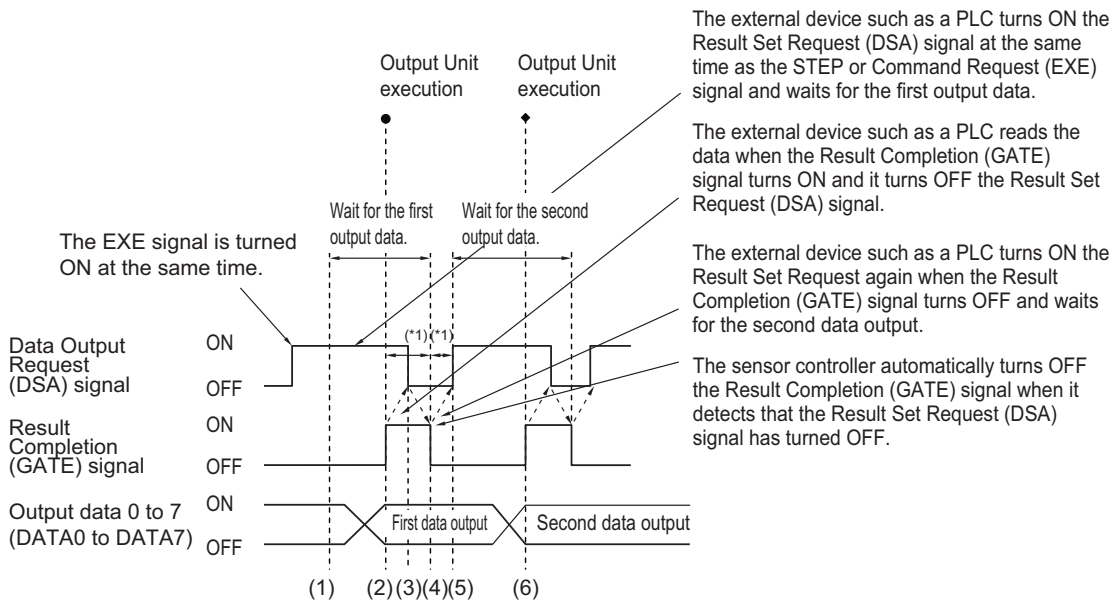 The external device such as a PLC turns ON the
Result Set Request (DSA) signal at the same
time as the STEP or Command Request (EXE)
signal and waits for the first output data.
Output Unit
execution
Output Unit
execution
The external device such as a PLC reads the
data when the Result Completion (GATE)
signal turns ON and it turns OFF the Result Set
Request (DSA) signal.
Wait for the first
output data.
Wait for the second
output data.
The EXE signal is turned
ON at the same time.
The external device such as a PLC turns ON the
Result Set Request again when the Result
Completion (GATE) signal turns OFF and waits
for the second data output.
(*1) (*1)
Data Output
Request
(DSA) signal
ON
OFF
The sensor controller automatically turns OFF
the Result Completion (GATE) signal when it
detects that the Result Set Request (DSA)
signal has turned OFF.
Result
Completion
(GATE) signal
ON
OFF
Output data 0 to 7
(DATA0 to DATA7)
ON
OFF
First data output
Second data output
(1) (2) (3) (4) (5) (6)